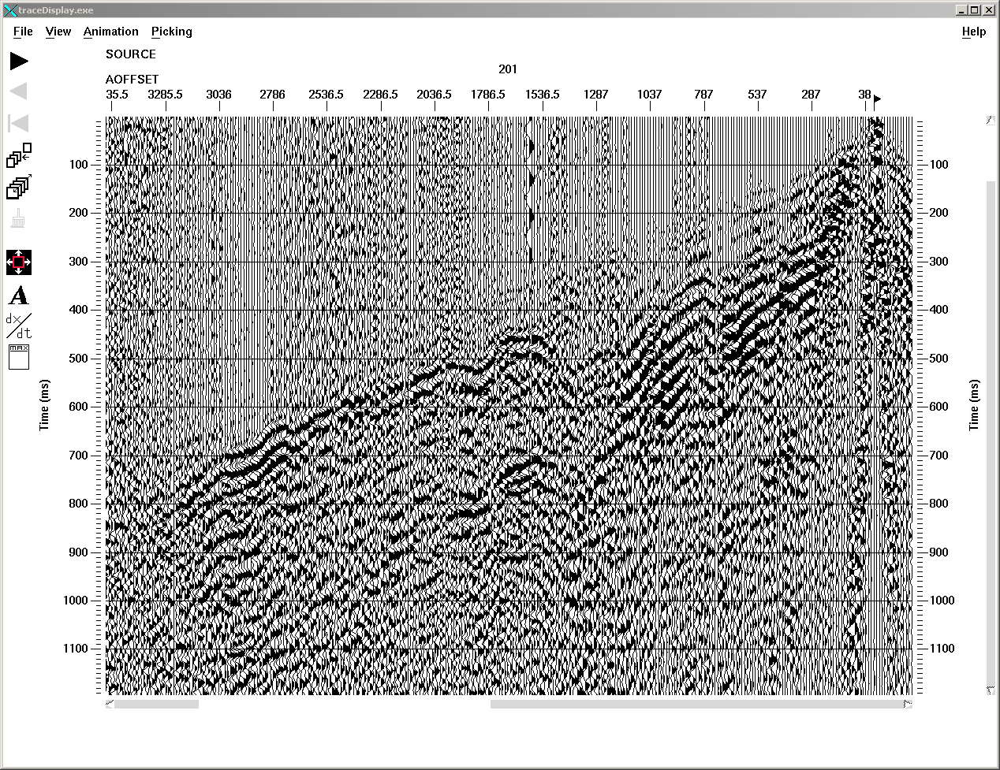 traceDisplay.exe
File View Animation Picking Help
SOURCE
201
AOFFSET
35.5 3285.5 3036 2786 2536.5 2286.5 2036.5 1786.5 1536.5 1287 1037 787 537 287 38
100 100
200 200
300 300
A
400 400
dx/dt
max
500 500
Time (ms) Time (ms)
600 600
700 700
800 800
900 900
1000 1000
1100 1100